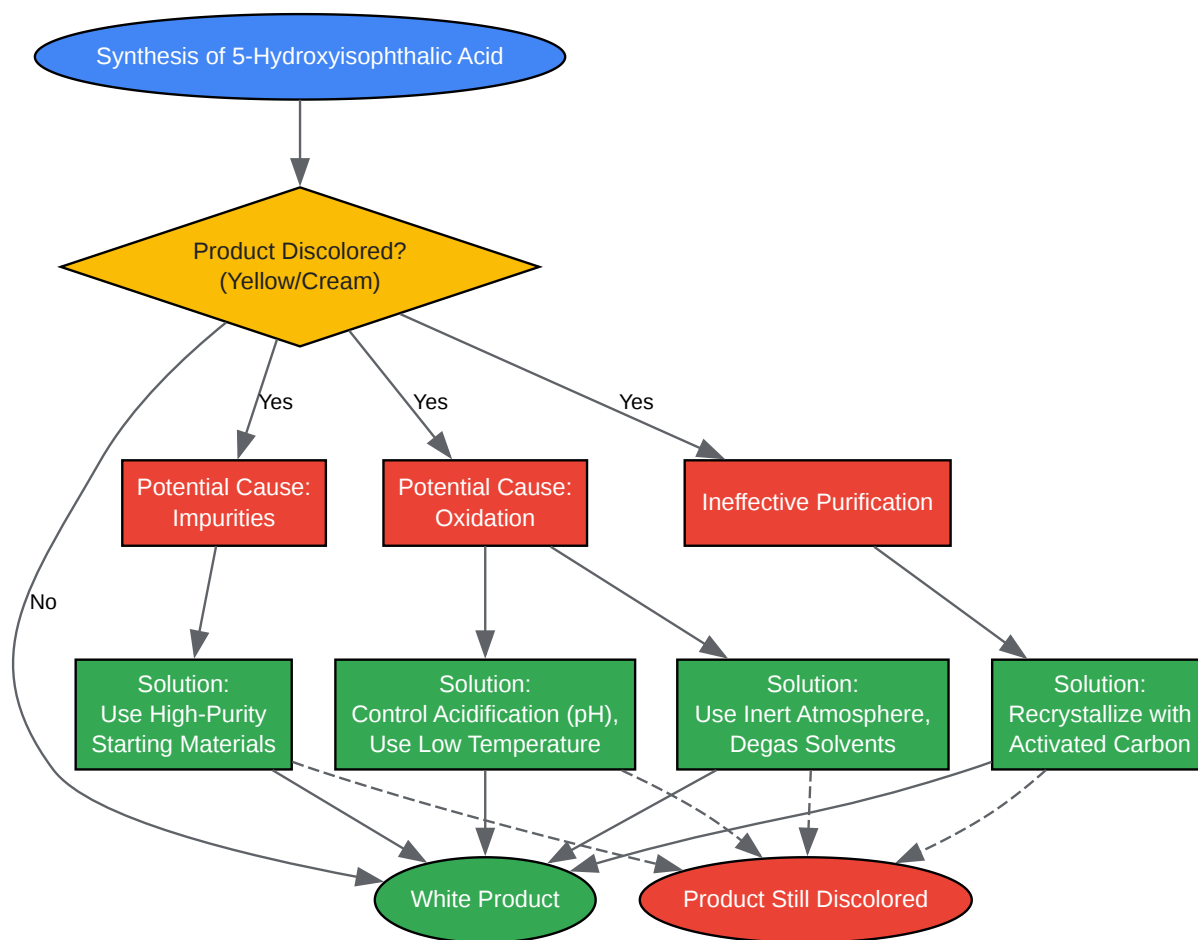 Synthesis of 5-Hydroxyisophthalic Acid
Product Discolored?
(Yellow/Cream)
Yes
Yes
Yes
Potential Cause:
Impurities
Potential Cause:
Oxidation
Ineffective Purification
No
Solution:
Use High-Purity
Starting Materials
Solution:
Control Acidification (pH),
Use Low Temperature
Solution:
Use Inert Atmosphere,
Degas Solvents
Solution:
Recrystallize with
Activated Carbon
White Product
Product Still Discolored